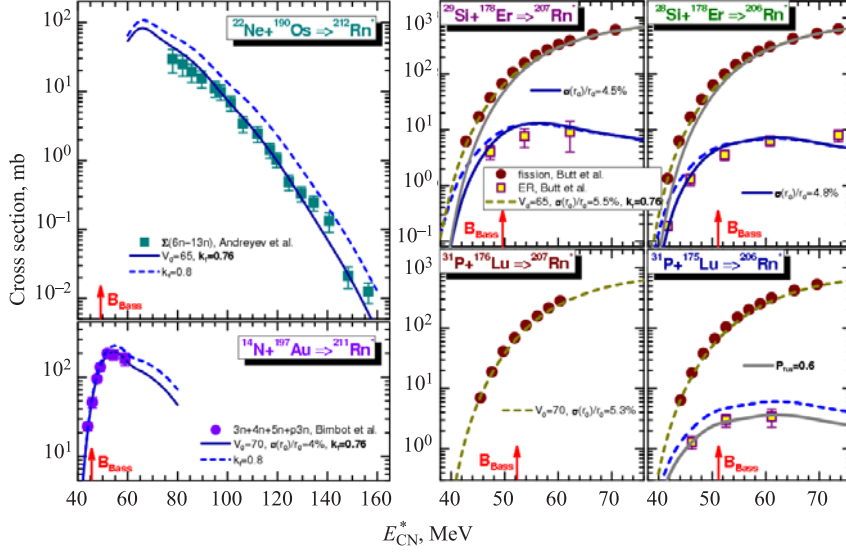 Cross section, mb
²²Ne+¹⁹⁰Os=>²¹²Rn*
10²
10¹
10⁰
10⁻¹
10⁻²
Σ(6n–13n), Andreyev et al.
V₀=65, k_f=0.76
k_f=0.8
B_Bass
¹⁴N+¹⁹⁷Au=>²¹¹Rn*
10²
10¹
3n+4n+5n+p3n, Bimbot et al.
V₀=70, σ(r₀)/r₀=4%, k_f=0.76
k_f=0.8
B_Bass
40 60 80 100 120 140 160
²⁹Si+¹⁷⁸Er=>²⁰⁷Rn*
10³
10²
10¹
10⁰
10⁻¹
σ(r₀)/r₀=4.5%
fission, Butt et al.
ER, Butt et al.
V₀=65, σ(r₀)/r₀=5.5%, k_f=0.76
B_Bass
²⁸Si+¹⁷⁸Er=>²⁰⁶Rn*
σ(r₀)/r₀=4.8%
B_Bass
³¹P+¹⁷⁶Lu=>²⁰⁷Rn*
10³
10²
10¹
10⁰
V₀=70, σ(r₀)/r₀=5.3%
B_Bass
40 50 60 70
³¹P+¹⁷⁵Lu=>²⁰⁶Rn*
P_fus=0.6
B_Bass
40 50 60 70
E*_CN, MeV